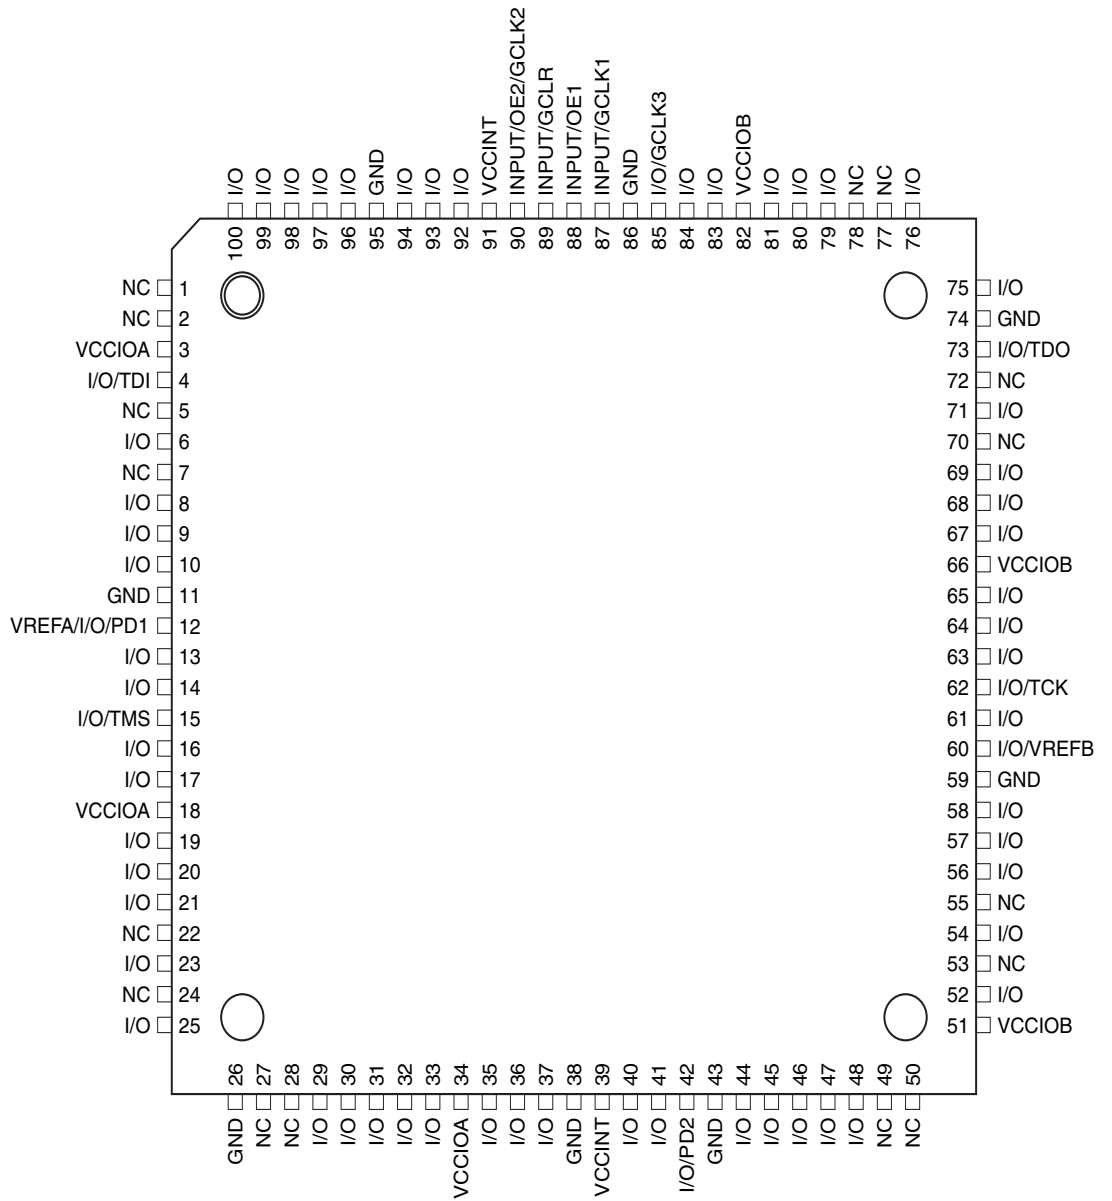 I/O 100
I/O 99
I/O 98
I/O 97
I/O 96
GND 95
I/O 94
I/O 93
I/O 92
VCCINT 91
INPUT/OE2/GCLK2 90
INPUT/GCLR 89
INPUT/OE1 88
INPUT/GCLK1 87
GND 86
I/O/GCLK3 85
I/O 84
I/O 83
VCCIOB 82
I/O 81
I/O 80
I/O 79
NC 78
NC 77
I/O 76
NC 1
NC 2
VCCIOA 3
I/O/TDI 4
NC 5
I/O 6
NC 7
I/O 8
I/O 9
I/O 10
GND 11
VREFA/I/O/PD1 12
I/O 13
I/O 14
I/O/TMS 15
I/O 16
I/O 17
VCCIOA 18
I/O 19
I/O 20
I/O 21
NC 22
I/O 23
NC 24
I/O 25
75 I/O
74 GND
73 I/O/TDO
72 NC
71 I/O
70 NC
69 I/O
68 I/O
67 I/O
66 VCCIOB
65 I/O
64 I/O
63 I/O
62 I/O/TCK
61 I/O
60 I/O/VREFB
59 GND
58 I/O
57 I/O
56 I/O
55 NC
54 I/O
53 NC
52 I/O
51 VCCIOB
GND 26
NC 27
NC 28
I/O 29
I/O 30
I/O 31
I/O 32
I/O 33
VCCIOA 34
I/O 35
I/O 36
I/O 37
GND 38
VCCINT 39
I/O 40
I/O 41
I/O/PD2 42
GND 43
I/O 44
I/O 45
I/O 46
I/O 47
I/O 48
NC 49
NC 50